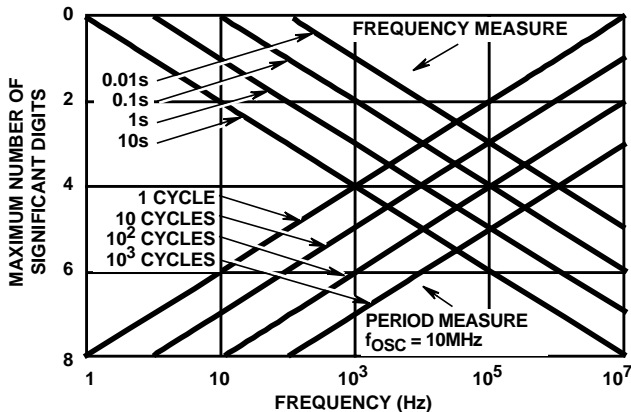 0
2
4
6
8
MAXIMUM NUMBER OF
SIGNIFICANT DIGITS
FREQUENCY MEASURE
0.01s
0.1s
1s
10s
1 CYCLE
10 CYCLES
10² CYCLES
10³ CYCLES
PERIOD MEASURE
fOSC = 10MHz
1 10 10³ 10⁵ 10⁷
FREQUENCY (Hz)